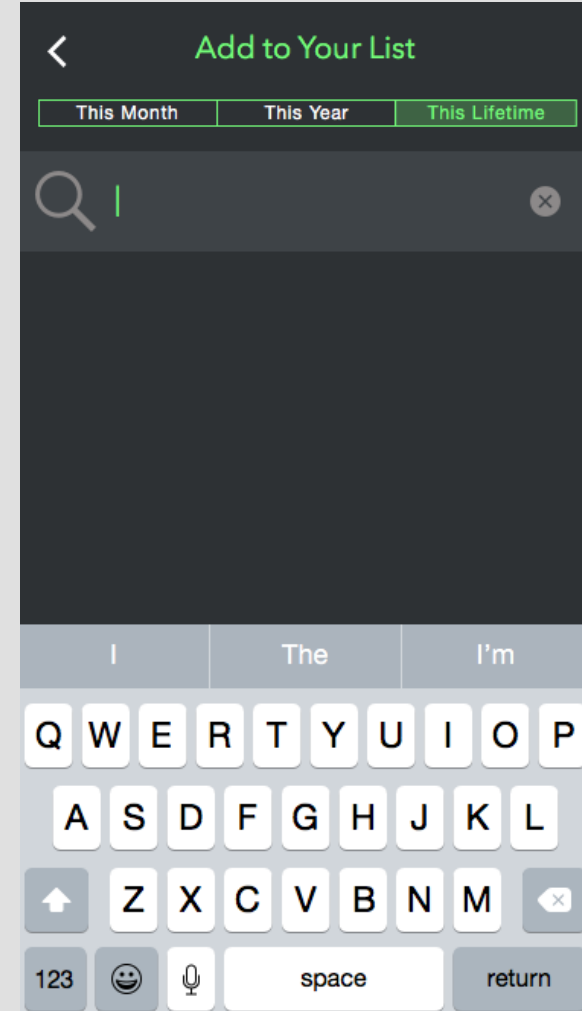 Add to Your List
This Month This Year This Lifetime
I The I'm
Q W E R T Y U I O P
A S D F G H J K L
Z X C V B N M
123 space return